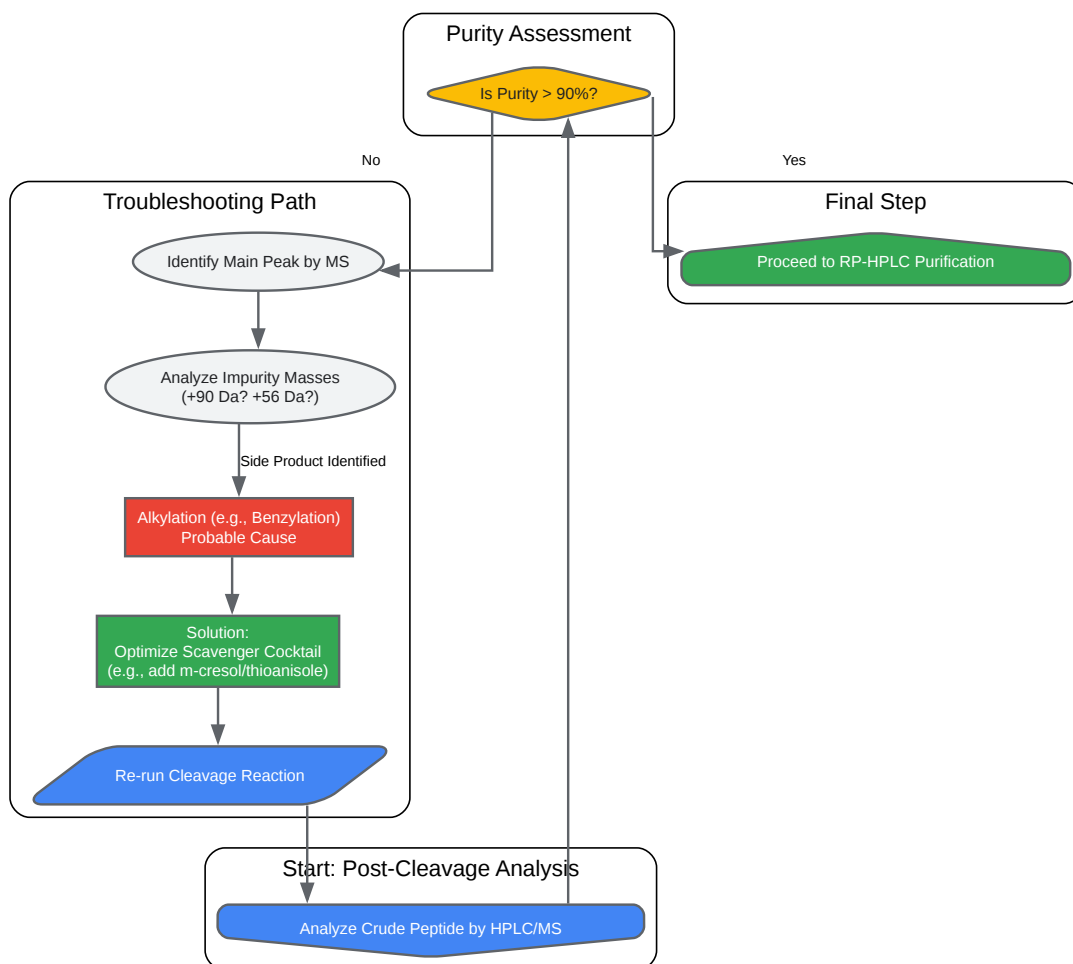 Purity Assessment
Is Purity > 90%?
No
Yes
Troubleshooting Path
Final Step
Identify Main Peak by MS
Proceed to RP-HPLC Purification
Analyze Impurity Masses
(+90 Da? +56 Da?)
Side Product Identified
Alkylation (e.g., Benzylation)
Probable Cause
Solution:
Optimize Scavenger Cocktail
(e.g., add m-cresol/thioanisole)
Re-run Cleavage Reaction
Start: Post-Cleavage Analysis
Analyze Crude Peptide by HPLC/MS